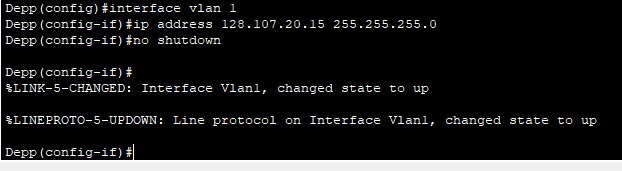 Depp(config)#interface vlan 1
Depp(config-if)#ip address 128.107.20.15 255.255.255.0
Depp(config-if)#no shutdown
Depp(config-if)#
%LINK-5-CHANGED: Interface Vlan1, changed state to up
%LINEPROTO-5-UPDOWN: Line protocol on Interface Vlan1, changed state to up
Depp(config-if)#